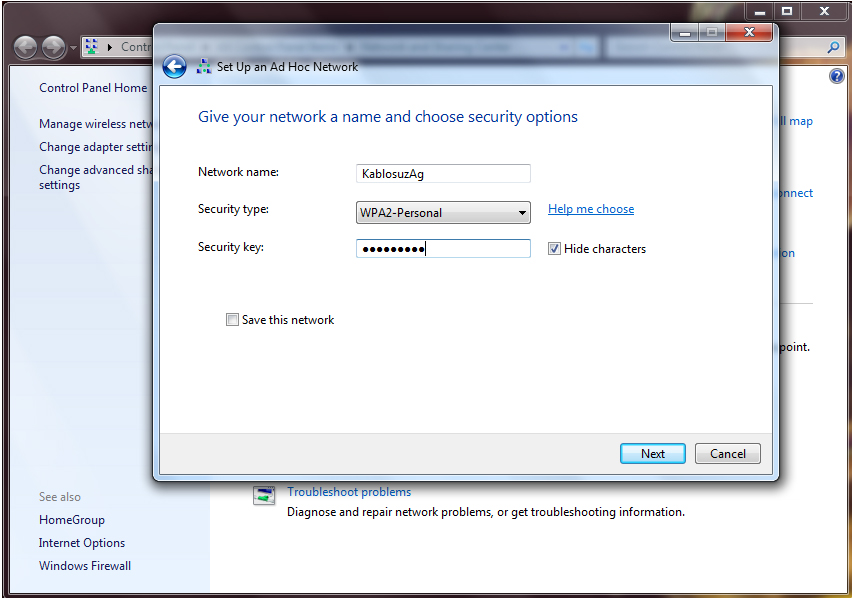 Set Up an Ad Hoc Network
Give your network a name and choose security options
Network name:
KablosuzAg
Security type:
WPA2-Personal
Help me choose
Security key:
●●●●●●●●●
Hide characters
Save this network
Next
Cancel
Control Panel Home
Manage wireless netw
Change adapter settin
Change advanced sha
settings
See also
HomeGroup
Internet Options
Windows Firewall
ll map
onnect
on
point.
Troubleshoot problems
Diagnose and repair network problems, or get troubleshooting information.